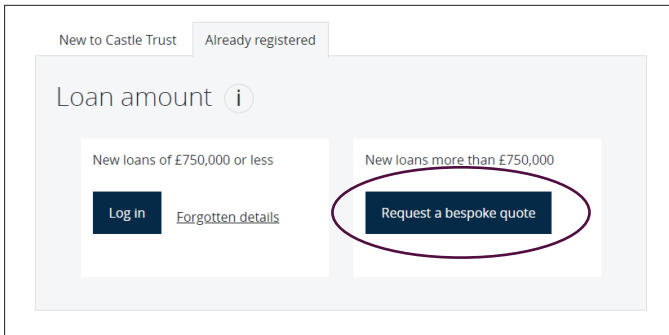 New to Castle Trust
Already registered
Loan amount i
New loans of £750,000 or less
Log in
Forgotten details
New loans more than £750,000
Request a bespoke quote